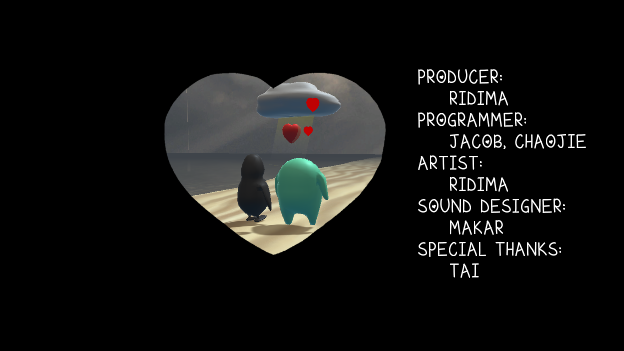 PRODUCER:
RIDIMA
PROGRAMMER:
JACOB, CHAOJIE
ARTIST:
RIDIMA
SOUND DESIGNER:
MAKAR
SPECIAL THANKS:
TAI